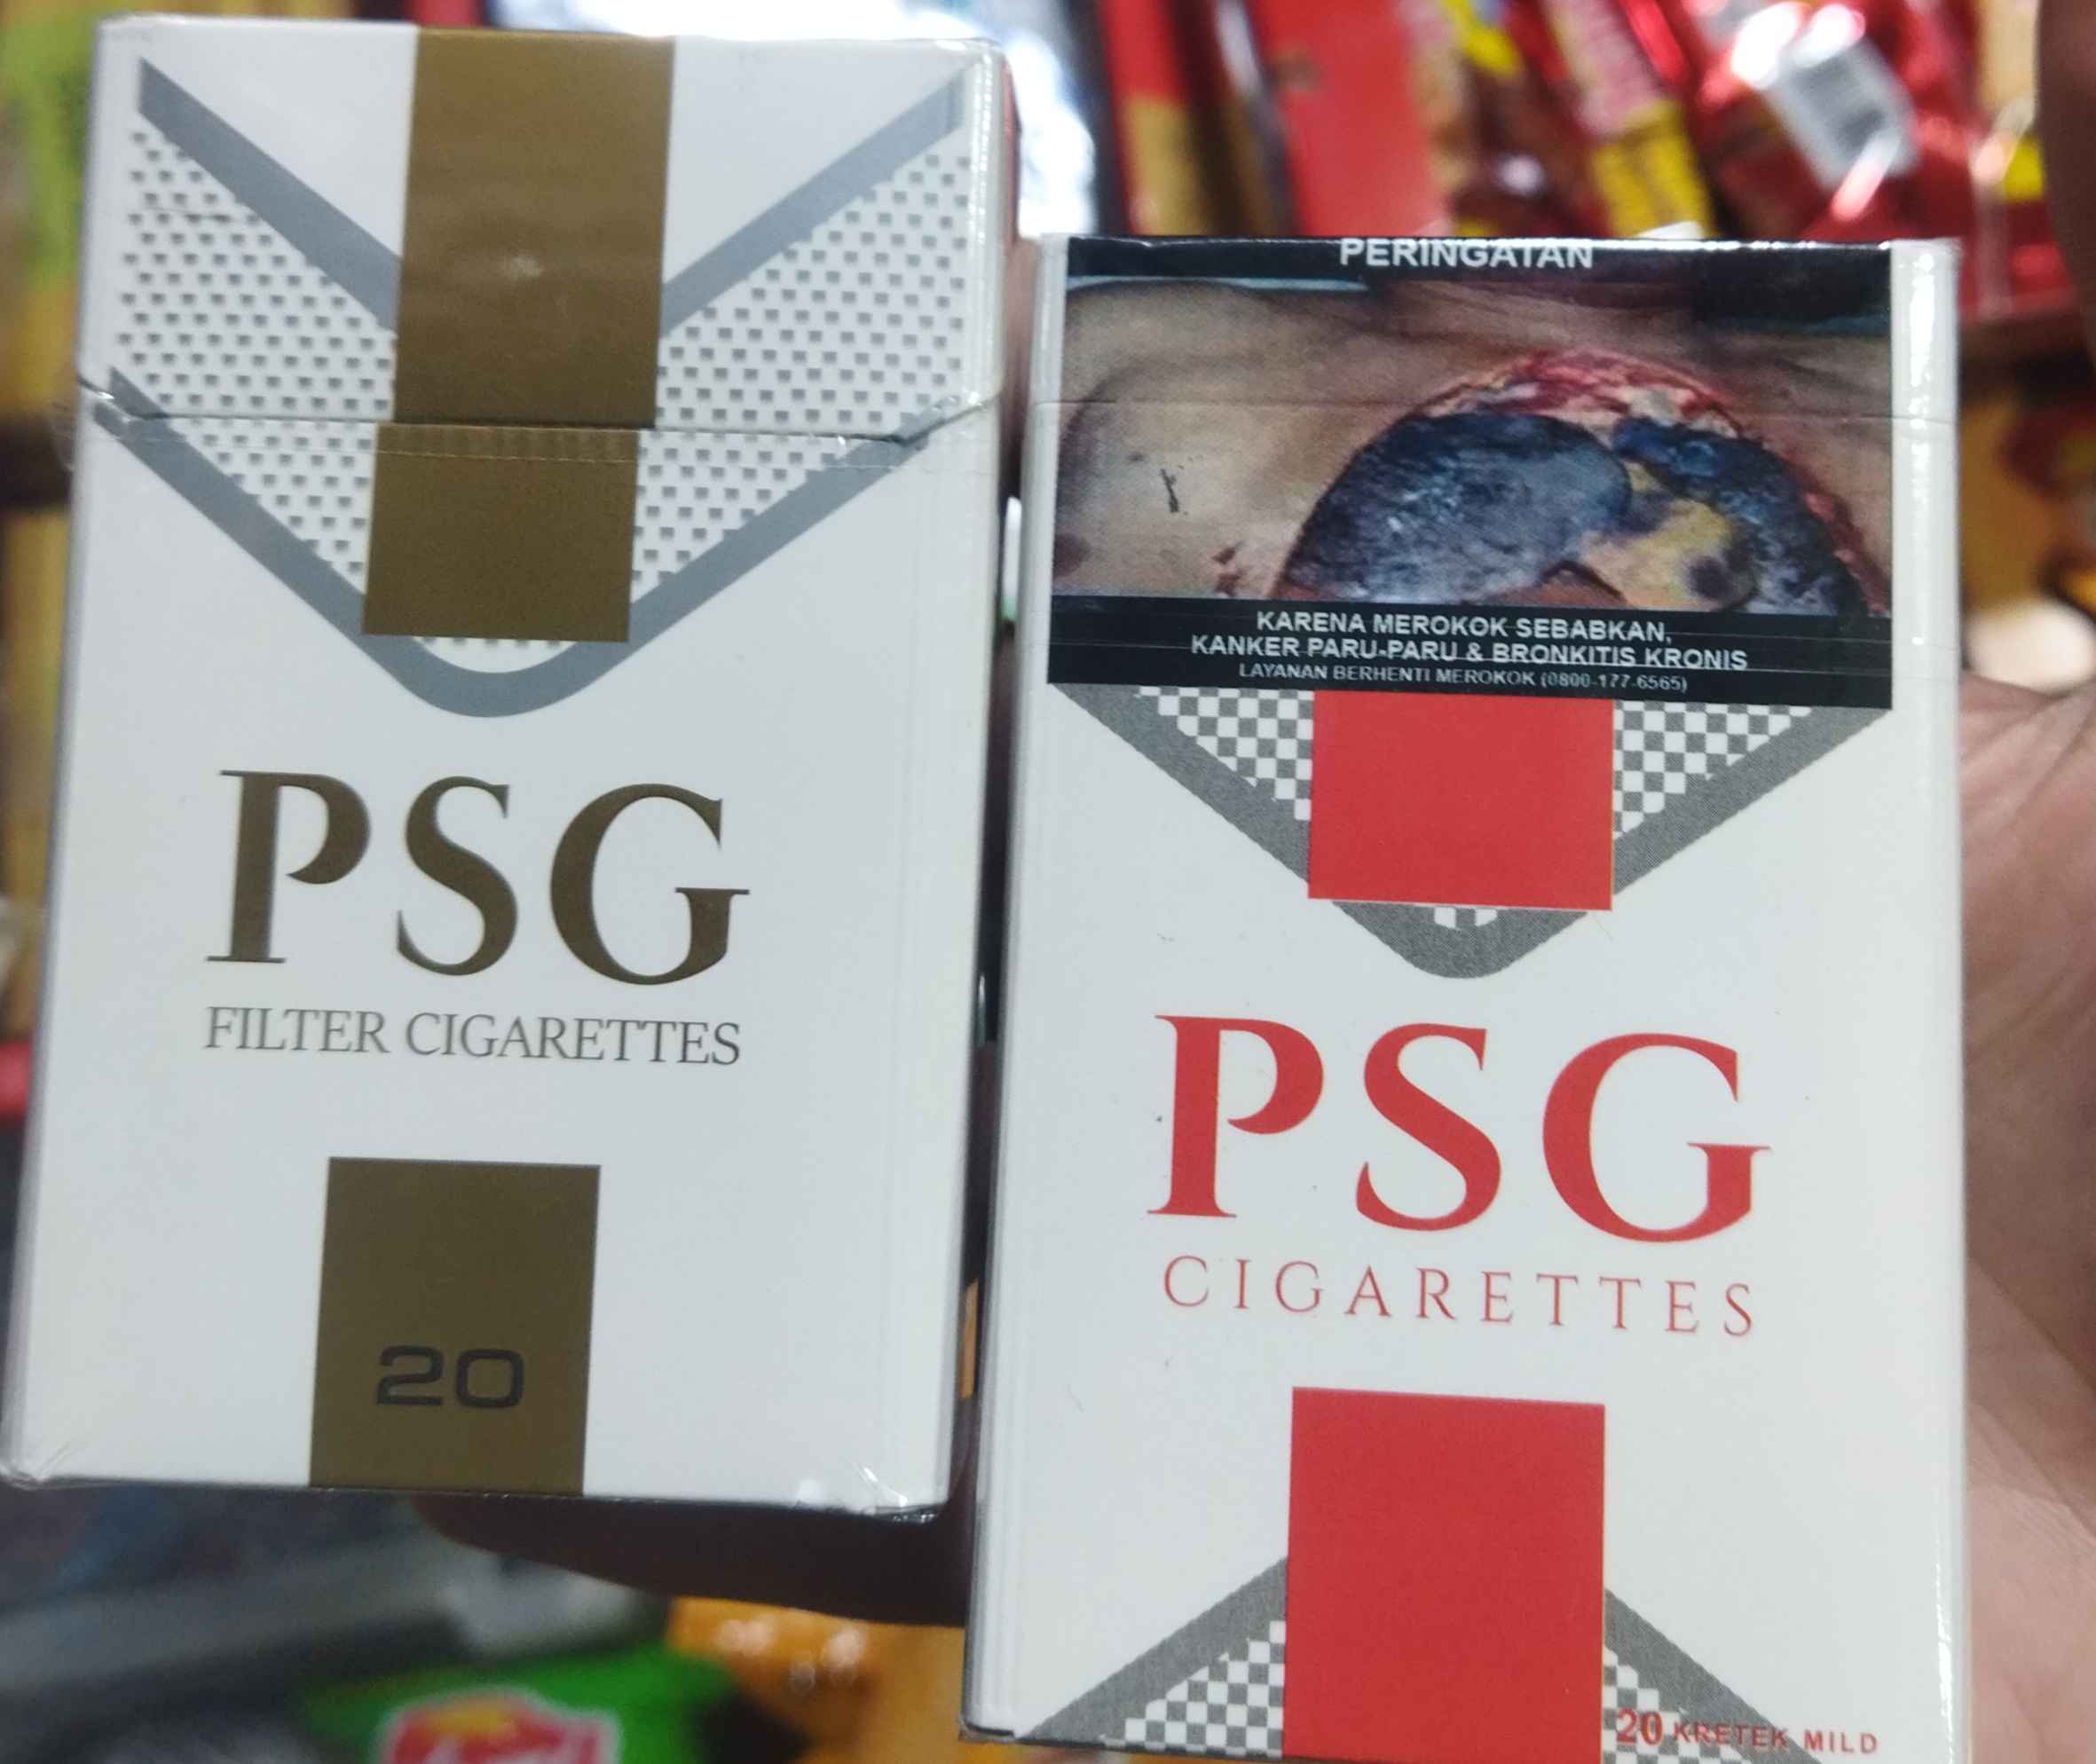 PSG
FILTER CIGARETTES
20
PERINGATAN
KARENA MEROKOK SEBABKAN,
KANKER PARU-PARU & BRONKITIS KRONIS
LAYANAN BERHENTI MEROKOK (0800-177-6565)
PSG
CIGARETTES
20 KRETEK MILD